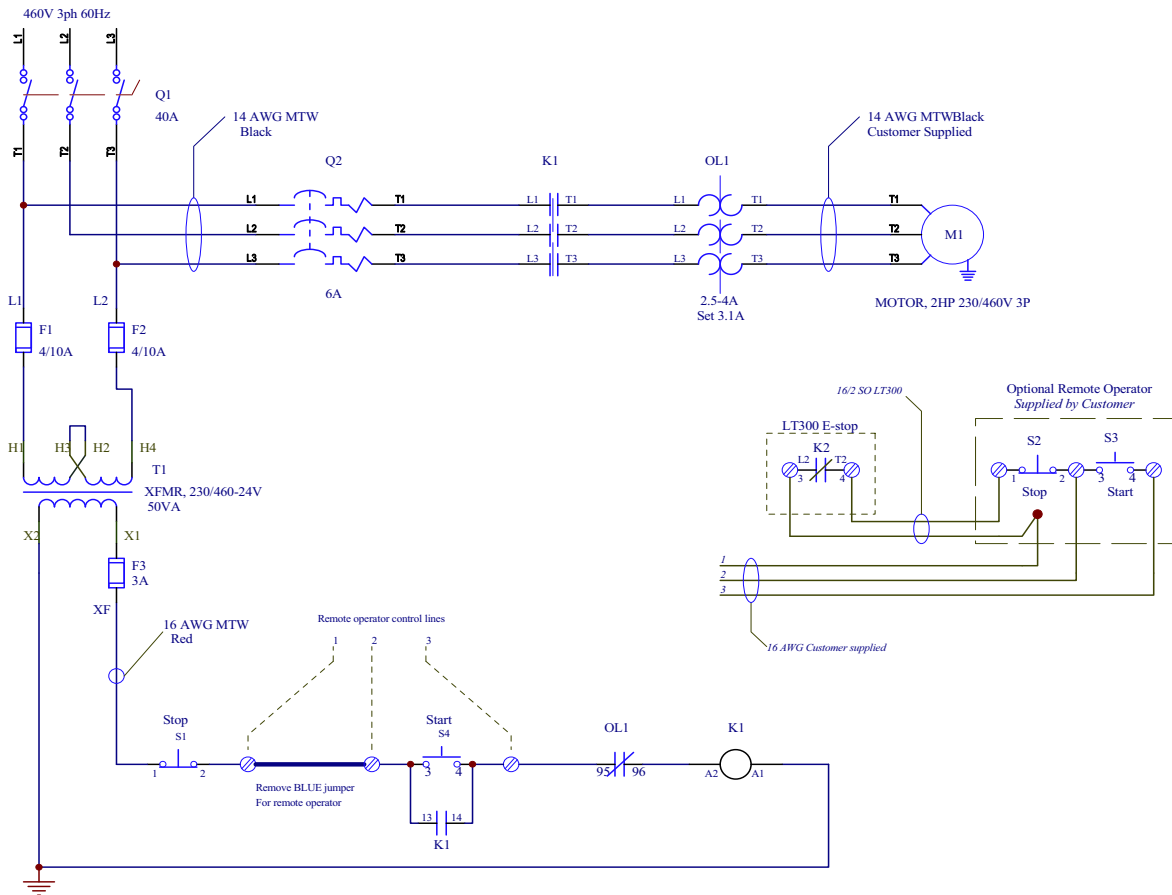 460V 3ph 60Hz
L1 L2 L3
Q1
40A
T1 T2 T3
14 AWG MTW
Black
14 AWG MTWBlack
Customer Supplied
Q2 K1 OL1
L1 T1 L1 T1 L1 T1 T1
L2 T2 L2 T2 L2 T2 T2
L3 T3 L3 T3 L3 T3 T3
M1
6A
2.5-4A
Set 3.1A
MOTOR, 2HP 230/460V 3P
L1 L2
F1 F2
4/10A 4/10A
H1 H3 H2 H4
T1
XFMR, 230/460-24V
50VA
X2 X1
F3
3A
XF
16 AWG MTW
Red
16/2 SO LT300
Optional Remote Operator
Supplied by Customer
LT300 E-stop
K2
L2 T2
3 4
S2 S3
1 2 3 4
Stop Start
1
2
3
16 AWG Customer supplied
Remote operator control lines
1 2 3
Stop
S1
1 2
Remove BLUE jumper
For remote operator
Start
S4
3 4
13 14
K1
OL1
95 96
K1
A2 A1